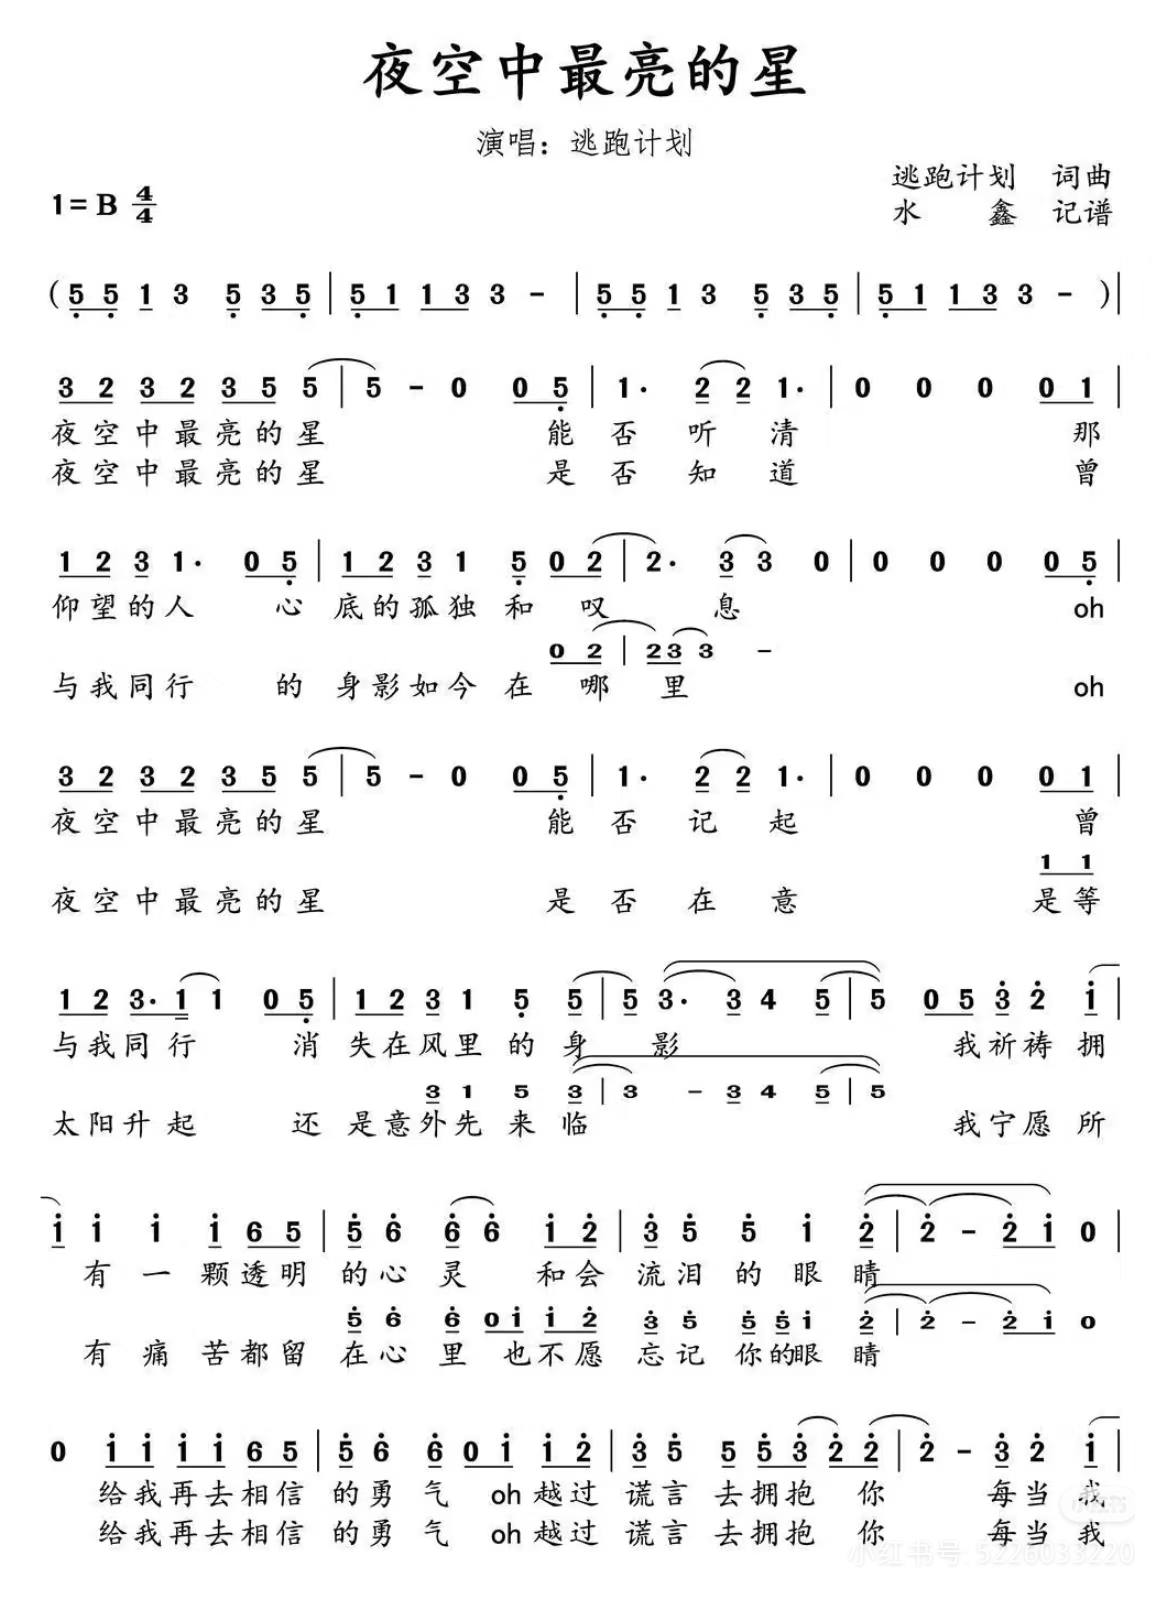 夜空中最亮的星
演唱：逃跑计划
逃跑计划 词曲
1=B 4/4
水 鑫 记谱
( 5 5 1 3 5 3 5 | 5 1 1 3 3 - | 5 5 1 3 5 3 5 | 5 1 1 3 3 - ) |
3 2 3 2 3 5 5 | 5 - 0 0 5 | 1· 2 2 1· | 0 0 0 0 1 |
夜空中最亮的星 能 否 听 清 那
夜空中最亮的星 是 否 知 道 曾
1 2 3 1· 0 5 | 1 2 3 1 5 0 2 | 2· 3 3 0 | 0 0 0 0 5 |
仰望的人 心 底的孤独 和 叹 息 oh
0 2 | 2 3 3 -
与我同行 的 身影如今 在 哪 里 oh
3 2 3 2 3 5 5 | 5 - 0 0 5 | 1· 2 2 1· | 0 0 0 0 1 |
夜空中最亮的星 能 否 记 起 曾
1 1
夜空中最亮的星 是 否 在 意 是等
1 2 3· 1 1 0 5 | 1 2 3 1 5 5 | 5 3· 3 4 5 | 5 0 5 3 2 1 |
与我同行 消 失在风里 的 身 影 我祈祷 拥
3 1 5 3 | 3 - 3 4 5 | 5
太阳升起 还 是意外先 来 临 我宁愿 所
1 1 1 1 6 5 | 5 6 6 6 1 2 | 3 5 5 1 2 | 2 - 2 1 0 |
有 一 颗透明 的心 灵 和会 流泪 的 眼 睛
5 6 6 0 1 1 2 3 5 5 5 1 2 | 2 - 2 1 0
有 痛 苦都留 在心 里 也不愿 忘记 你的眼 睛
0 1 1 1 1 6 5 | 5 6 6 0 1 1 2 | 3 5 5 5 3 2 2 | 2 - 3 2 1 |
给我再去相信 的勇 气 oh 越过 谎言 去拥抱 你 每当 我
给我再去相信 的勇 气 oh 越过 谎言 去拥抱 你 每当 我
小红书
小红书号: 5226033220